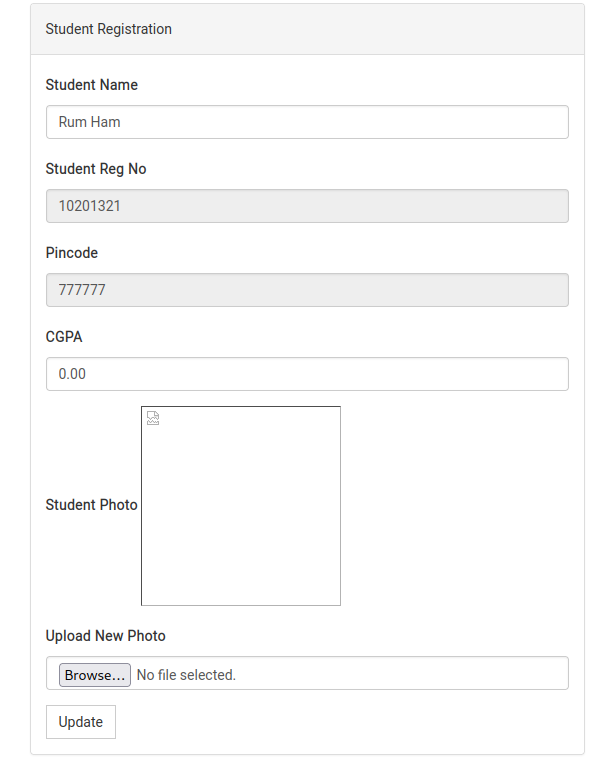 Student Registration
Student Name
Rum Ham
Student Reg No
10201321
Pincode
777777
CGPA
0.00
Student Photo
Upload New Photo
Browse... No file selected.
Update